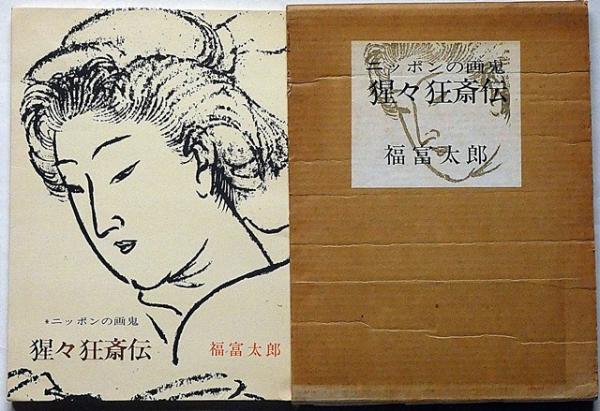 *ニッポンの画鬼
猩々狂斎伝
福富太郎
ニッポンの画鬼
猩々狂斎伝
福富太郎